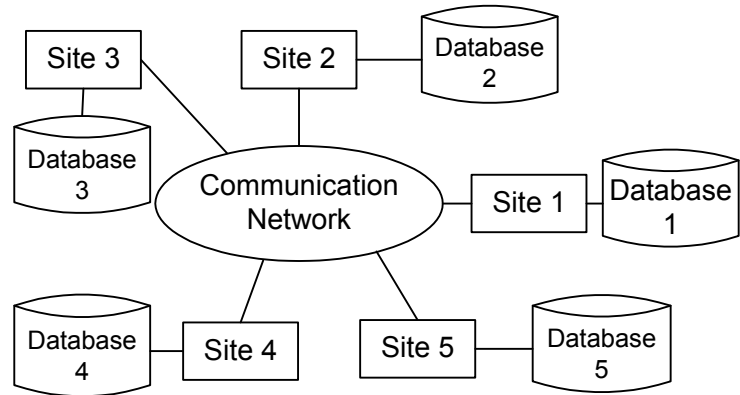 Site 3
Site 2
Database
2
Database
3
Communication
Network
Site 1
Database
1
Database
4
Site 4
Site 5
Database
5